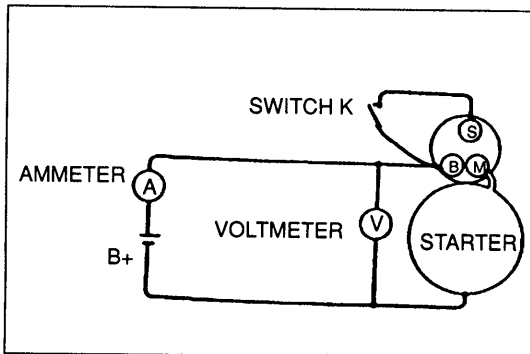 SWITCH K
S
B M
AMMETER
A
VOLTMETER
V
STARTER
B+